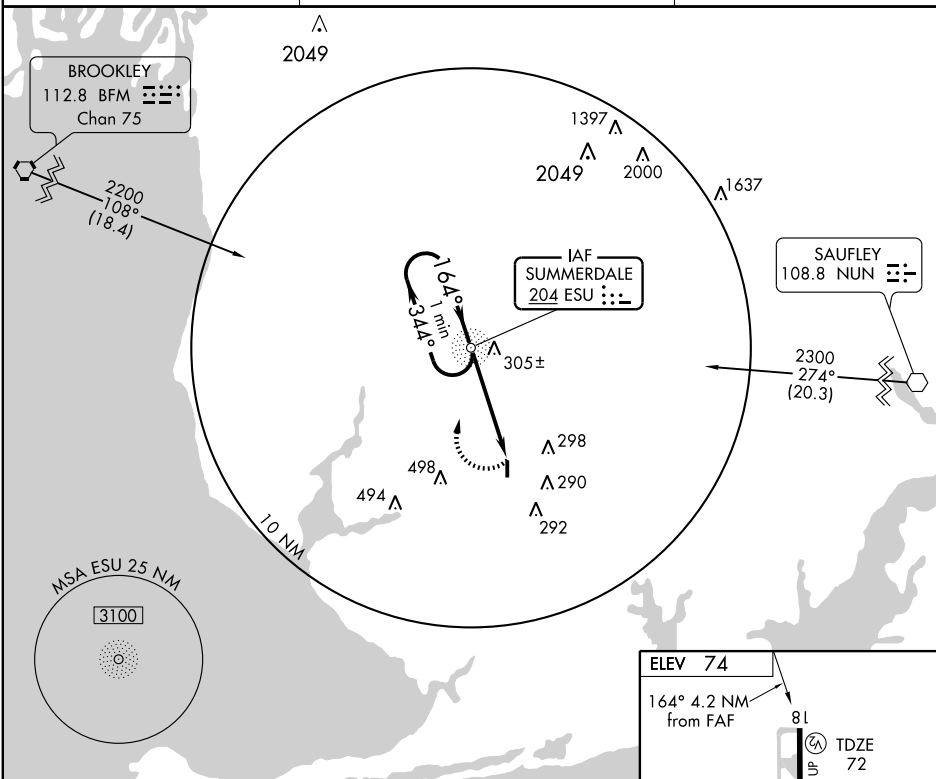 2049
BROOKLEY
112.8 BFM
Chan 75
2200
108°
(18.4)
1397
2049
2000
1637
IAF
SUMMERDALE
204 ESU
SAUFLEY
108.8 NUN
164°
1 min
344°
305±
2300
274°
(20.3)
298
498
290
494
292
10 NM
MSA ESU 25 NM
3100
ELEV 74
164° 4.2 NM
from FAF
18
V2
TDZE
72
UP